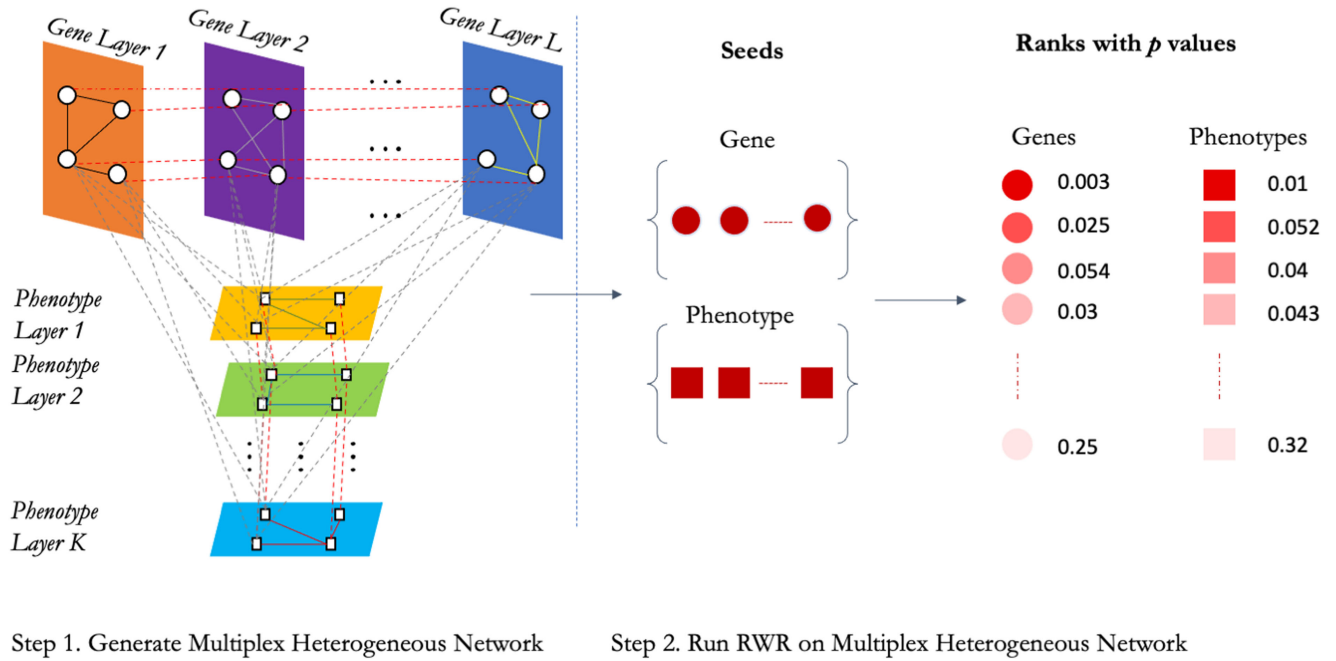 Gene Layer 1
Gene Layer 2
Gene Layer L
Phenotype
Layer 1
Phenotype
Layer 2
Phenotype
Layer K
Step 1. Generate Multiplex Heterogeneous Network
Seeds
Gene
Phenotype
Ranks with p values
Genes
Phenotypes
0.003
0.01
0.025
0.052
0.054
0.04
0.03
0.043
0.25
0.32
Step 2. Run RWR on Multiplex Heterogeneous Network